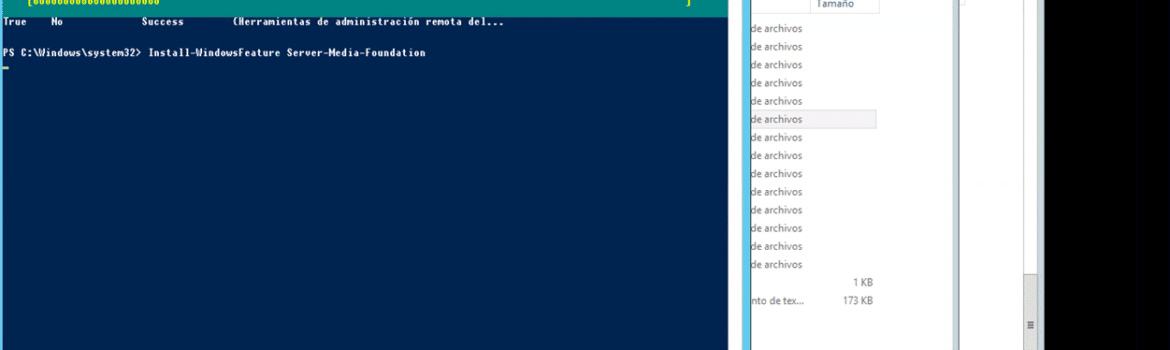 [oooooooooooooooooooooo ]
Tamaño
True No Success {Herramientas de administración remota del...
PS C:\Windows\system32> Install-WindowsFeature Server-Media-Foundation
de archivos
de archivos
de archivos
de archivos
de archivos
de archivos
de archivos
de archivos
de archivos
de archivos
de archivos
de archivos
de archivos
de archivos
1 KB
nto de tex... 173 KB